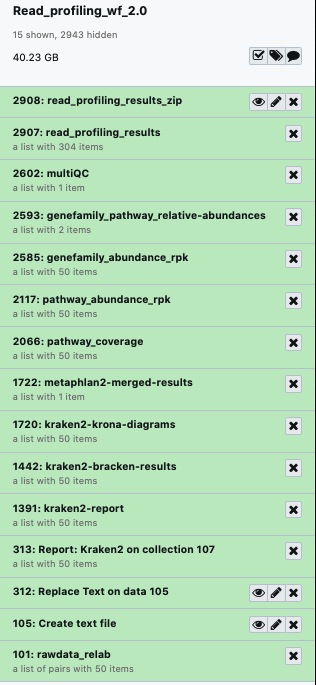 Read_profiling_wf_2.0
15 shown, 2943 hidden
40.23 GB
2908: read_profiling_results_zip
2907: read_profiling_results
a list with 304 items
2602: multiQC
a list with 1 item
2593: genefamily_pathway_relative-abundances
a list with 2 items
2585: genefamily_abundance_rpk
a list with 50 items
2117: pathway_abundance_rpk
a list with 50 items
2066: pathway_coverage
a list with 50 items
1722: metaphlan2-merged-results
a list with 1 item
1720: kraken2-krona-diagrams
a list with 50 items
1442: kraken2-bracken-results
a list with 50 items
1391: kraken2-report
a list with 50 items
313: Report: Kraken2 on collection 107
a list with 50 items
312: Replace Text on data 105
105: Create text file
101: rawdata_relab
a list of pairs with 50 items